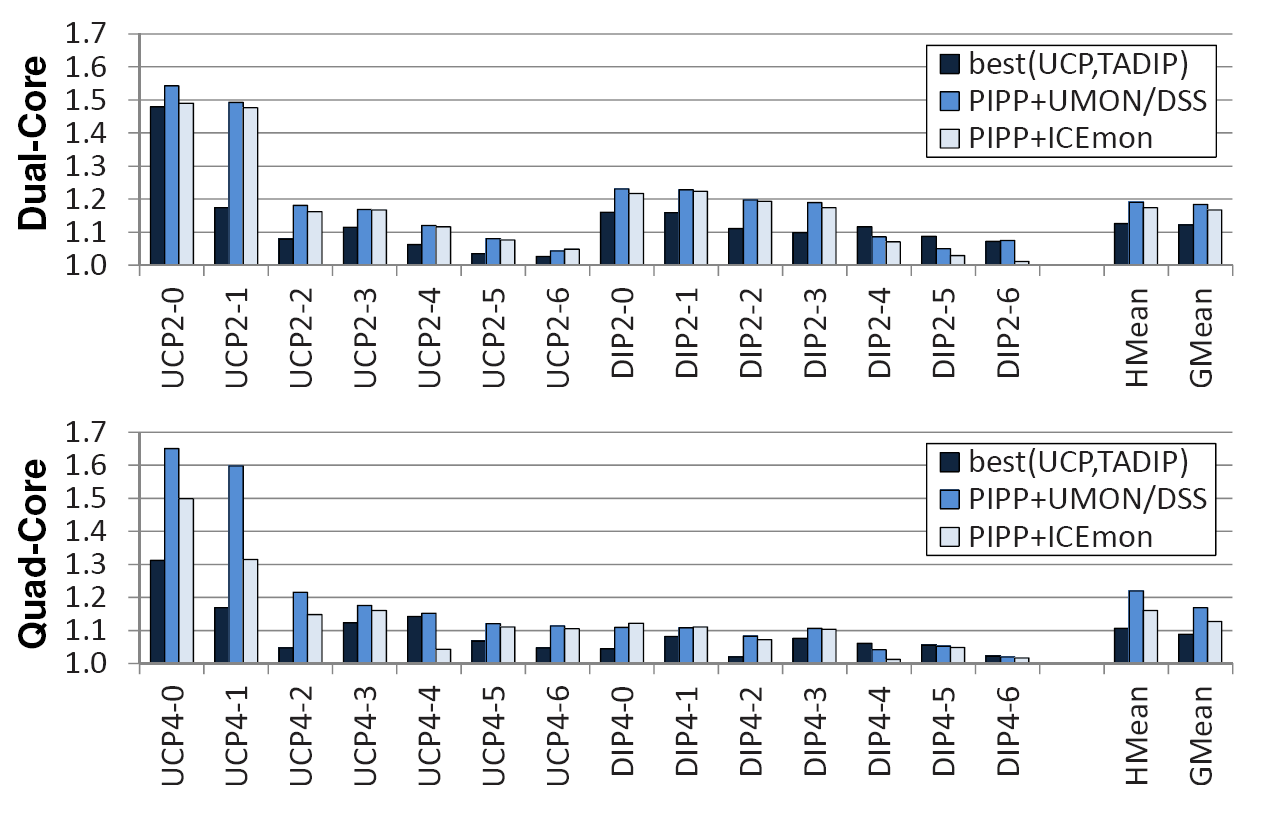 Dual-Core
1.7
1.6
1.5
1.4
1.3
1.2
1.1
1.0
best(UCP,TADIP)
PIPP+UMON/DSS
PIPP+ICEmon
UCP2-0
UCP2-1
UCP2-2
UCP2-3
UCP2-4
UCP2-5
UCP2-6
DIP2-0
DIP2-1
DIP2-2
DIP2-3
DIP2-4
DIP2-5
DIP2-6
HMean
GMean
Quad-Core
1.7
1.6
1.5
1.4
1.3
1.2
1.1
1.0
best(UCP,TADIP)
PIPP+UMON/DSS
PIPP+ICEmon
UCP4-0
UCP4-1
UCP4-2
UCP4-3
UCP4-4
UCP4-5
UCP4-6
DIP4-0
DIP4-1
DIP4-2
DIP4-3
DIP4-4
DIP4-5
DIP4-6
HMean
GMean